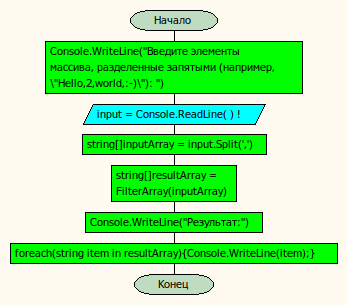 Начало
Console.WriteLine("Введите элементы
массива, разделенные запятыми (например,
\"Hello,2,world,:-)\"): ")
input = Console.ReadLine( ) !
string[]inputArray = input.Split(',')
string[]resultArray =
FilterArray(inputArray)
Console.WriteLine("Результат:")
foreach(string item in resultArray){Console.WriteLine(item);}
Конец